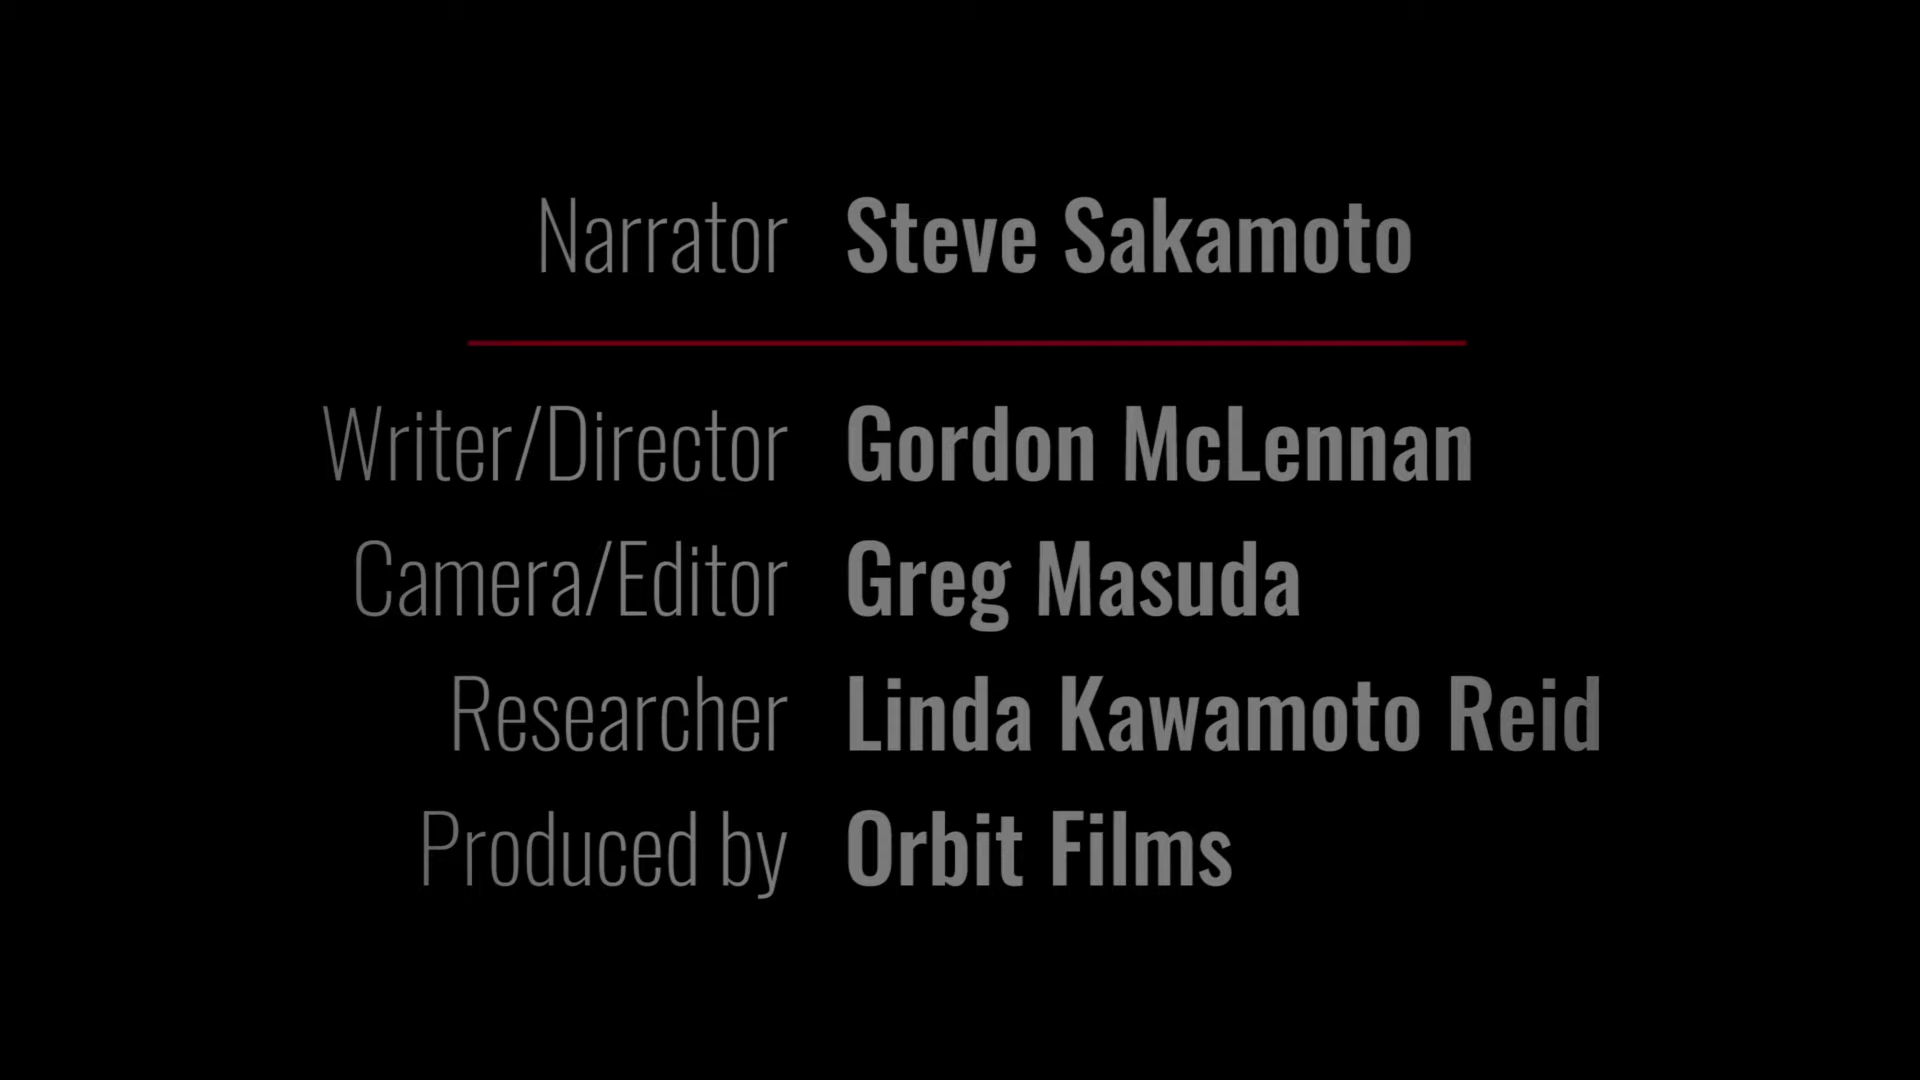 Narrator Steve Sakamoto
Writer/Director Gordon McLennan
Camera/Editor Greg Masuda
Researcher Linda Kawamoto Reid
Produced by Orbit Films